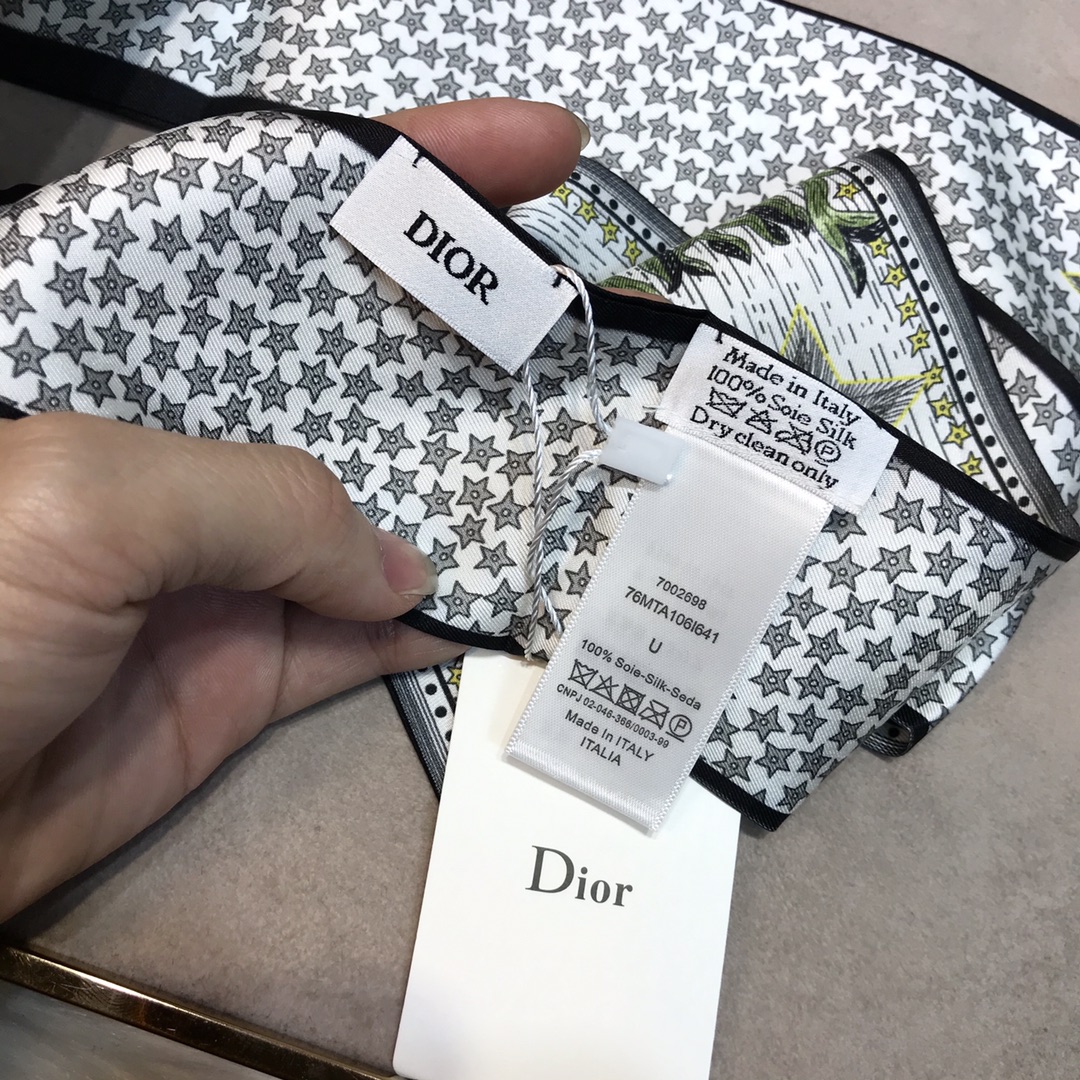 DIOR
Made in Italy
100% Soie Silk
Dry clean only
7002698
76MTA106I641
U
100% Soie-Silk-Seda
CNPJ 02-046-366/0003-99
Made In ITALY
ITALIA
Dior